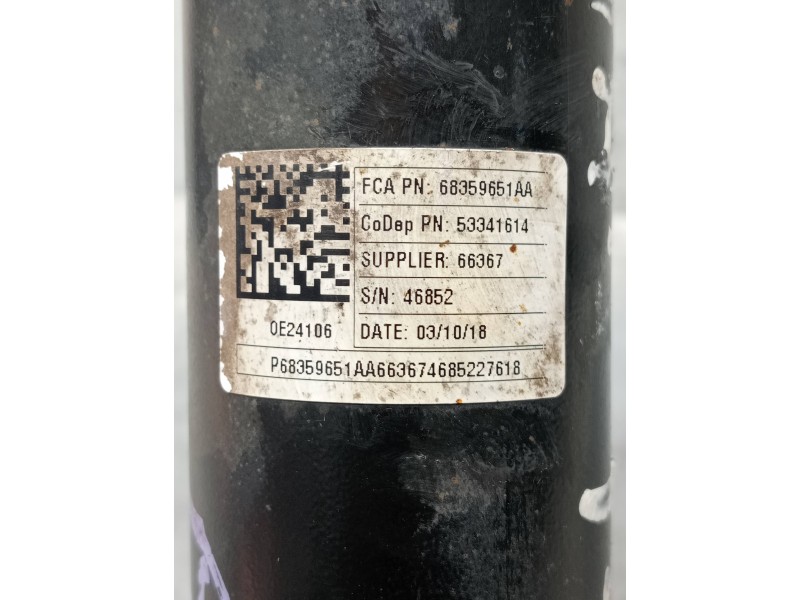 FCA PN: 68359651AA
CoDep PN: 53341614
SUPPLIER: 66367
S/N: 46852
0E24106 DATE: 03/10/18
P68359651AA663674685227618